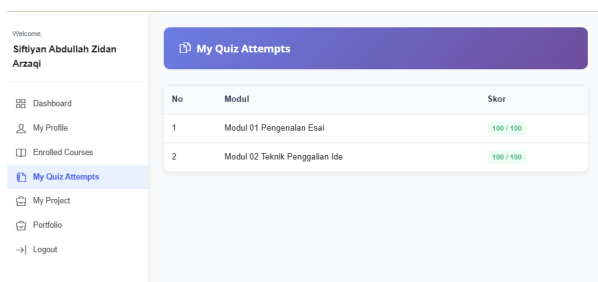 Welcome,
Siftiyan Abdullah Zidan
Arzaqi
Dashboard
My Profile
Enrolled Courses
My Quiz Attempts
My Project
Portfolio
Logout
My Quiz Attempts
No Modul Skor
1 Modul 01 Pengenalan Esai 100 / 100
2 Modul 02 Teknik Penggalian Ide 100 / 100